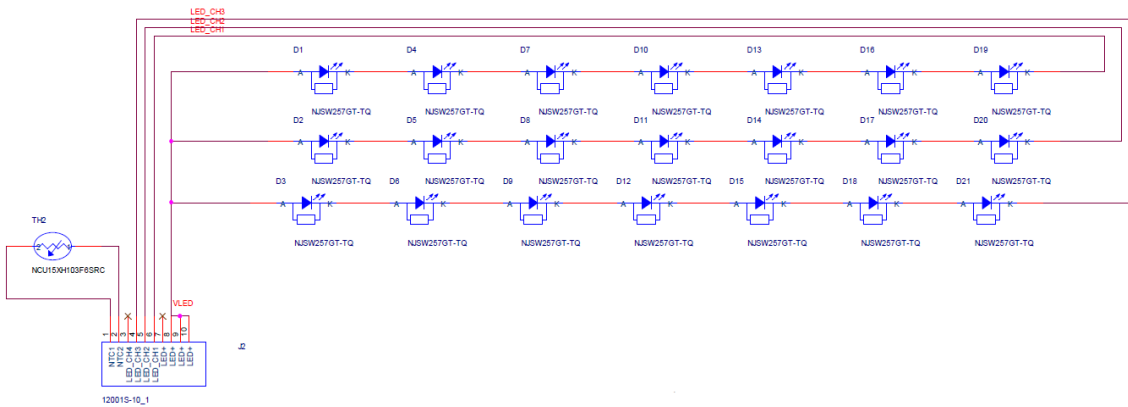 LED_CH3
LED_CH2
LED_CH1
D1 D4 D7 D10 D13 D16 D19
A K A K A K A K A K A K A K
NJSW257GT-TQ NJSW257GT-TQ NJSW257GT-TQ NJSW257GT-TQ NJSW257GT-TQ NJSW257GT-TQ NJSW257GT-TQ
D2 D5 D8 D11 D14 D17 D20
A K A K A K A K A K A K A K
D3 NJSW257GT-TQ D6 NJSW257GT-TQ D9 NJSW257GT-TQ D12 NJSW257GT-TQ D15 NJSW257GT-TQ D18 NJSW257GT-TQ D21 NJSW257GT-TQ
A K A K A K A K A K A K A K
NJSW257GT-TQ NJSW257GT-TQ NJSW257GT-TQ NJSW257GT-TQ NJSW257GT-TQ NJSW257GT-TQ NJSW257GT-TQ
TH2
2
NCU15XH103F6SRC
VLED
1 2 3 4 5 6 7 8 9 10
NTC1
NTC2
LED_CH4
LED_CH3
LED_CH2
LED_CH1
LED+
LED+
LED+
LED+
12001S-10_1